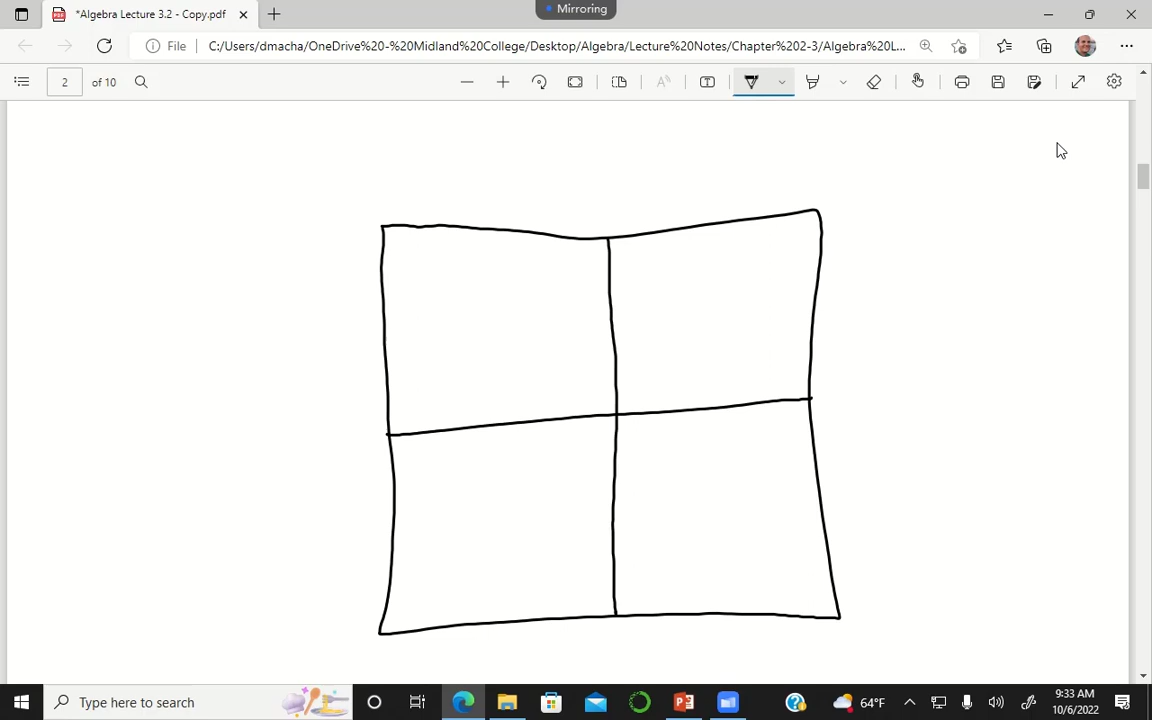 Mirroring
*Algebra Lecture 3.2 - Copy.pdf
File C:/Users/dmacha/OneDrive%20-%20Midland%20College/Desktop/Algebra/Lecture%20Notes/Chapter%202-3/Algebra%20L...
2 of 10
Type here to search
64°F
9:33 AM
10/6/2022